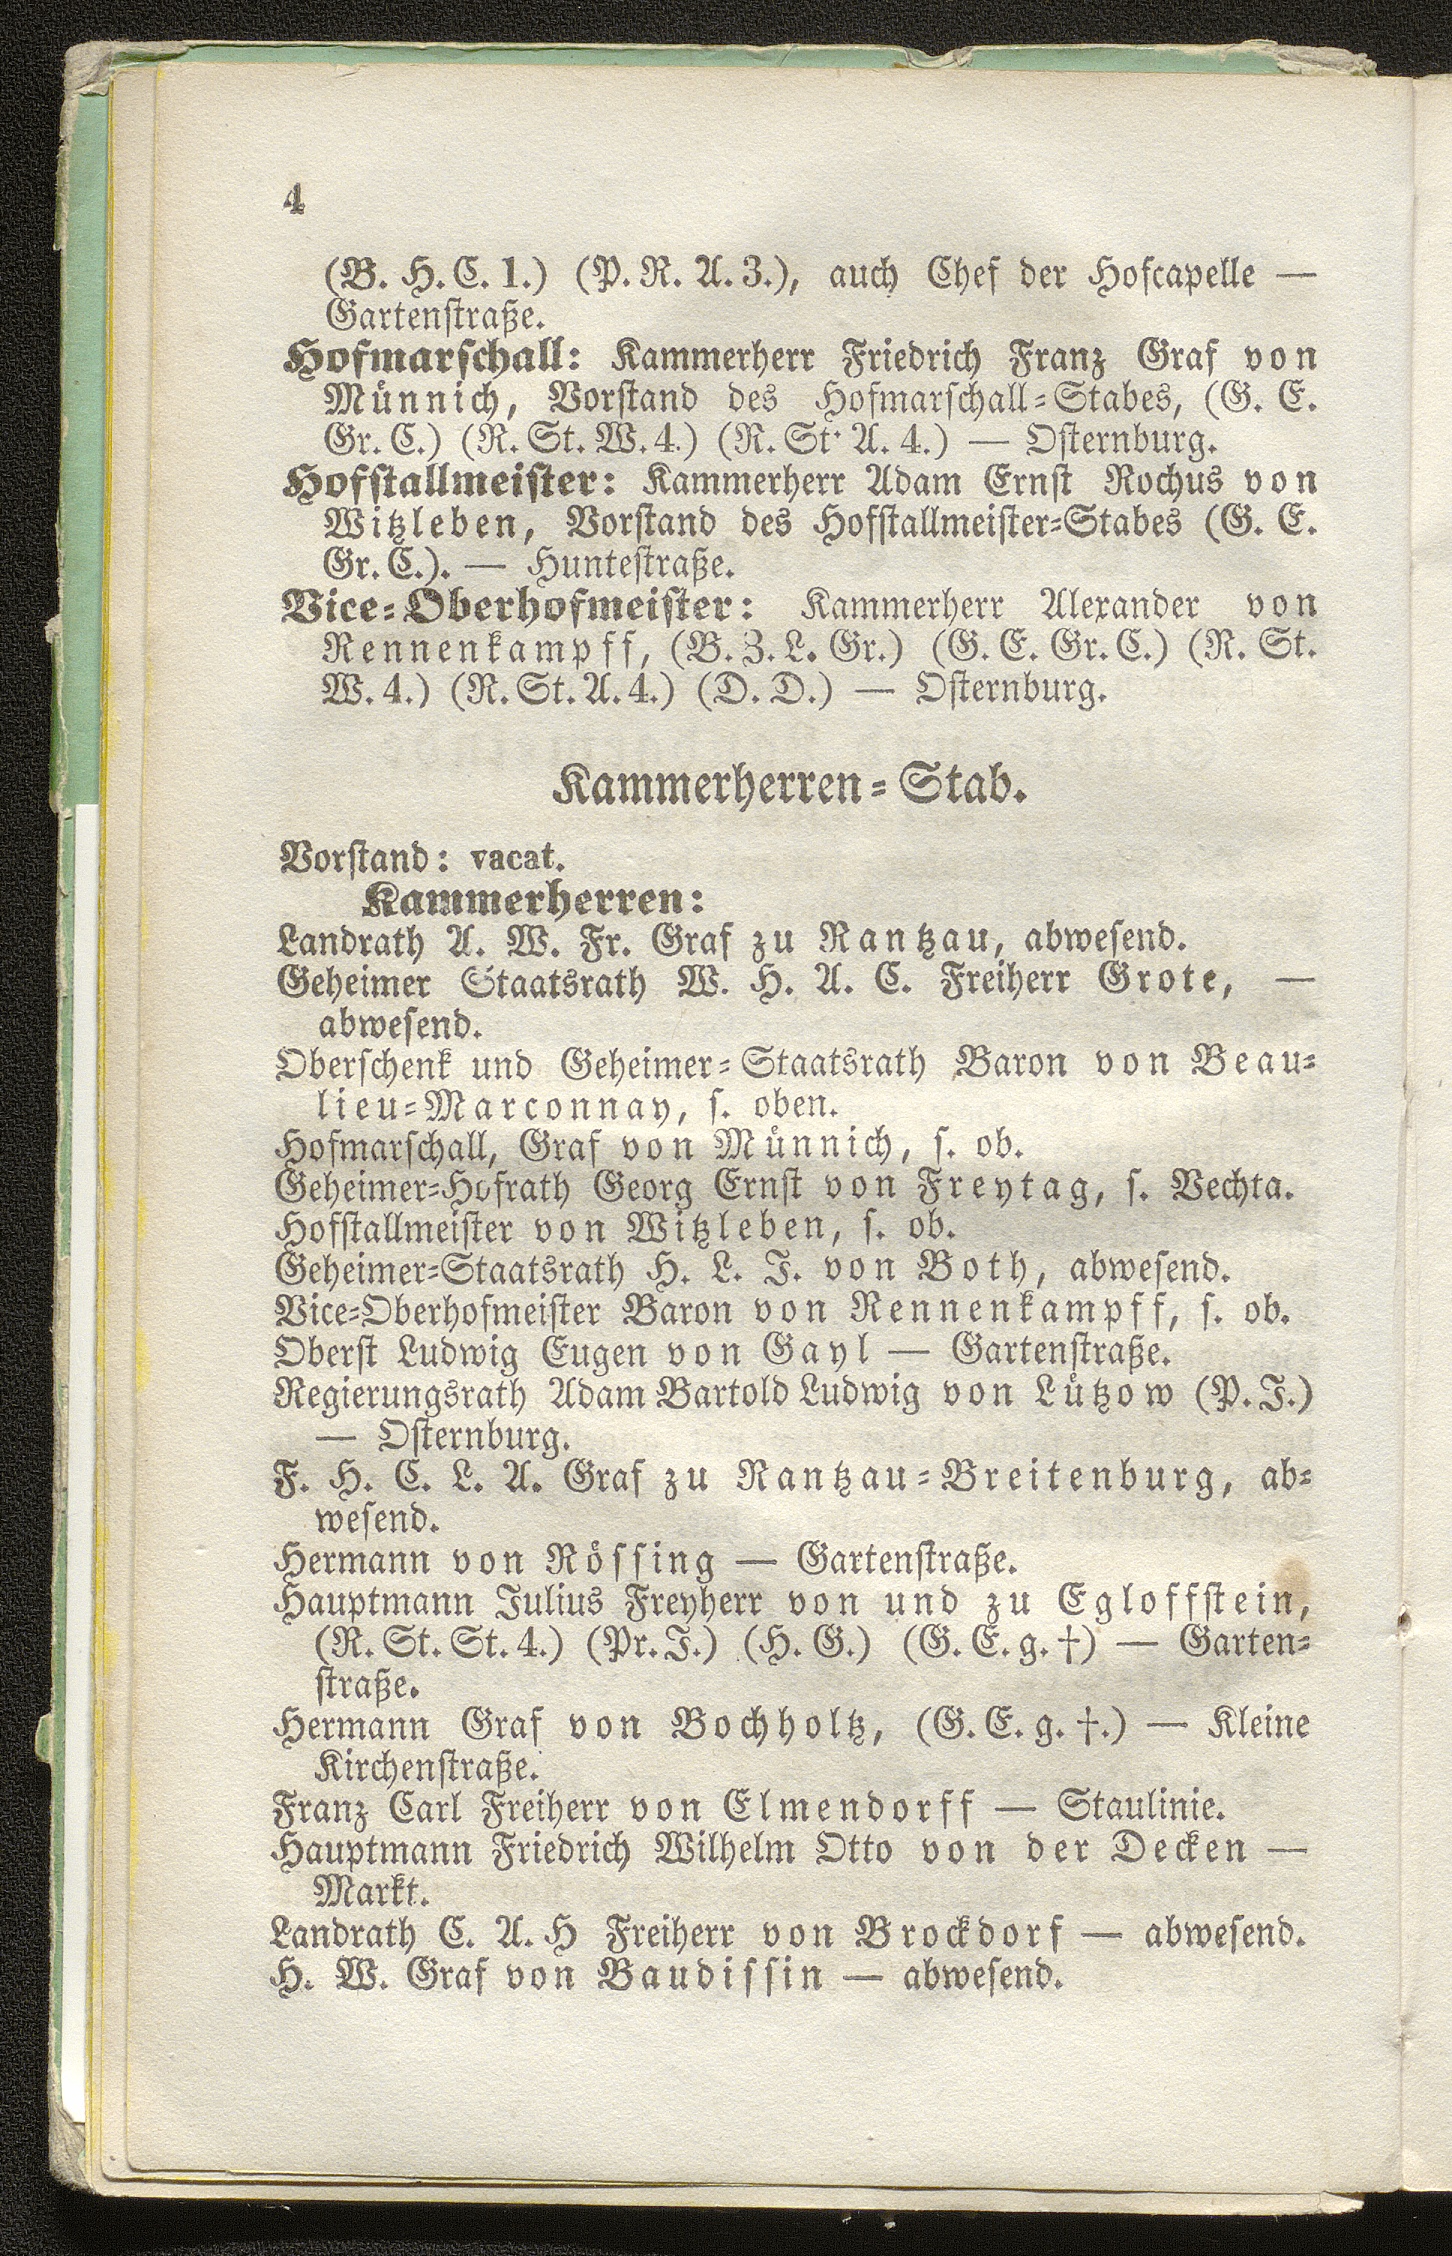 4
(B. H. C. 1.) (P. R. A. 3.), auch Chef der Hofcapelle —
Gartenstraße.
Hofmarschall: Kammerherr Friedrich Franz Graf von
Münnich, Vorstand des Hofmarschall-Stabes, (G. E.
Gr. C.) (R. St. W. 4.) (R. St. A. 4.) — Osternburg.
Hofstallmeister: Kammerherr Adam Ernst Rochus von
Witzleben, Vorstand des Hofstallmeister-Stabes (G. E.
Gr. C.). — Huntestraße.
Vice-Oberhofmeister: Kammerherr Alexander von
Rennenkampff, (B. Z. L. Gr.) (G. E. Gr. C.) (R. St.
W. 4.) (R. St. A. 4.) (D. D.) — Osternburg.
Kammerherren-Stab.
Vorstand: vacat.
Kammerherren:
Landrath A. W. Fr. Graf zu Rantzau, abwesend.
Geheimer Staatsrath W. H. A. C. Freiherr Grote, —
abwesend.
Oberschenk und Geheimer-Staatsrath Baron von Beau-
lieu-Marconnay, s. oben.
Hofmarschall, Graf von Münnich, s. ob.
Geheimer-Hofrath Georg Ernst von Freytag, s. Vechta.
Hofstallmeister von Witzleben, s. ob.
Geheimer-Staatsrath H. L. J. von Both, abwesend.
Vice-Oberhofmeister Baron von Rennenkampff, s. ob.
Oberst Ludwig Eugen von Gayl — Gartenstraße.
Regierungsrath Adam Bartold Ludwig von Lützow (P. J.)
— Osternburg.
F. H. C. L. A. Graf zu Rantzau-Breitenburg, ab-
wesend.
Hermann von Rössing — Gartenstraße.
Hauptmann Julius Freyherr von und zu Egloffstein,
(R. St. St. 4.) (Pr. J.) (H. G.) (G. E. g. †) — Garten-
straße.
Hermann Graf von Bochholtz, (G. E. g. †.) — Kleine
Kirchenstraße.
Franz Carl Freiherr von Elmendorff — Staulinie.
Hauptmann Friedrich Wilhelm Otto von der Decken —
Markt.
Landrath C. A. H Freiherr von Brockdorf — abwesend.
H. W. Graf von Baudissin — abwesend.